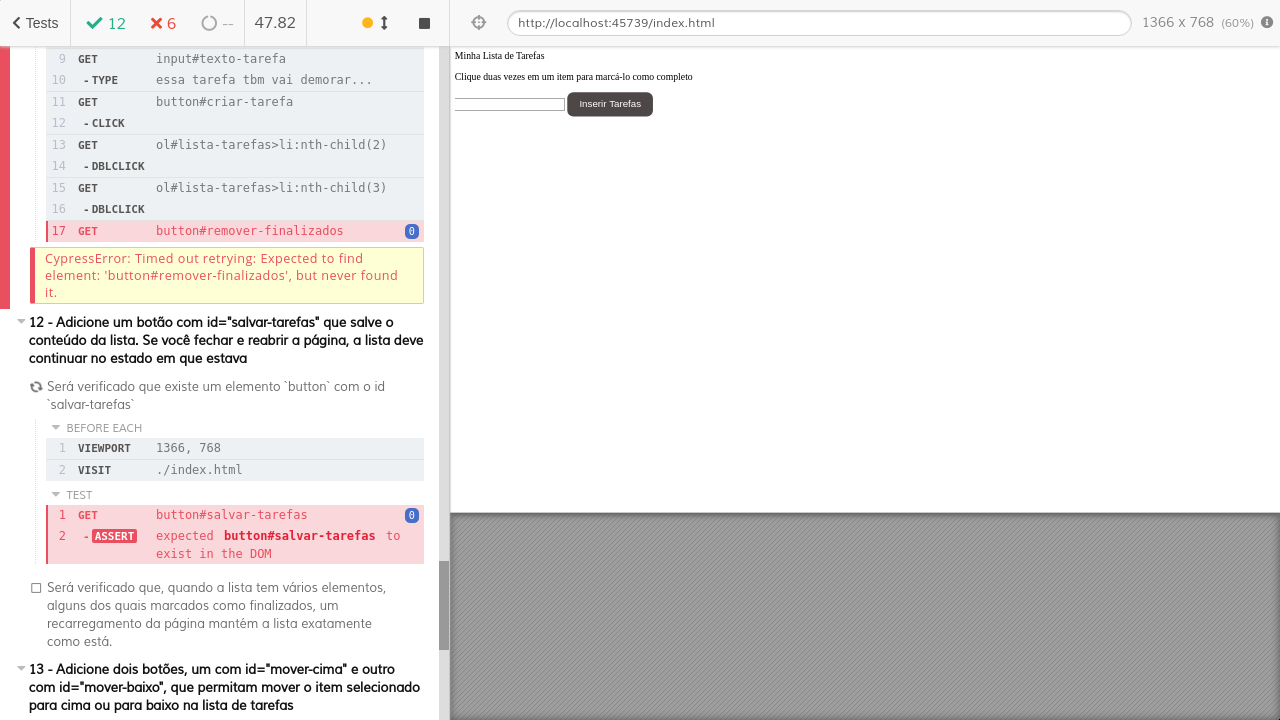 Tests 12 6 -- 47.82 http://localhost:45739/index.html 1366 x 768 (60%)
9 GET input#texto-tarefa
10 -TYPE essa tarefa tbm vai demorar...
11 GET button#criar-tarefa
12 -CLICK
13 GET ol#lista-tarefas>li:nth-child(2)
14 -DBLCLICK
15 GET ol#lista-tarefas>li:nth-child(3)
16 -DBLCLICK
17 GET button#remover-finalizados 0
CypressError: Timed out retrying: Expected to find
element: 'button#remover-finalizados', but never found
it.
12 - Adicione um botão com id="salvar-tarefas" que salve o
conteúdo da lista. Se você fechar e reabrir a página, a lista deve
continuar no estado em que estava
Será verificado que existe um elemento `button` com o id
`salvar-tarefas`
BEFORE EACH
1 VIEWPORT 1366, 768
2 VISIT ./index.html
TEST
1 GET button#salvar-tarefas 0
2 -ASSERT expected button#salvar-tarefas to
exist in the DOM
Será verificado que, quando a lista tem vários elementos,
alguns dos quais marcados como finalizados, um
recarregamento da página mantém a lista exatamente
como está.
13 - Adicione dois botões, um com id="mover-cima" e outro
com id="mover-baixo", que permitam mover o item selecionado
para cima ou para baixo na lista de tarefas
Minha Lista de Tarefas
Clique duas vezes em um item para marcá-lo como completo
Inserir Tarefas